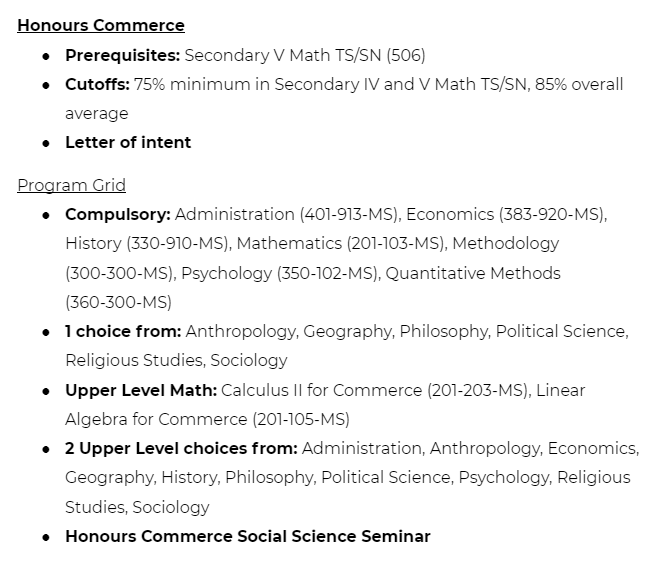 Honours Commerce
● Prerequisites: Secondary V Math TS/SN (506)
● Cutoffs: 75% minimum in Secondary IV and V Math TS/SN, 85% overall
average
● Letter of intent
Program Grid
● Compulsory: Administration (401-913-MS), Economics (383-920-MS),
History (330-910-MS), Mathematics (201-103-MS), Methodology
(300-300-MS), Psychology (350-102-MS), Quantitative Methods
(360-300-MS)
● 1 choice from: Anthropology, Geography, Philosophy, Political Science,
Religious Studies, Sociology
● Upper Level Math: Calculus II for Commerce (201-203-MS), Linear
Algebra for Commerce (201-105-MS)
● 2 Upper Level choices from: Administration, Anthropology, Economics,
Geography, History, Philosophy, Political Science, Psychology, Religious
Studies, Sociology
● Honours Commerce Social Science Seminar